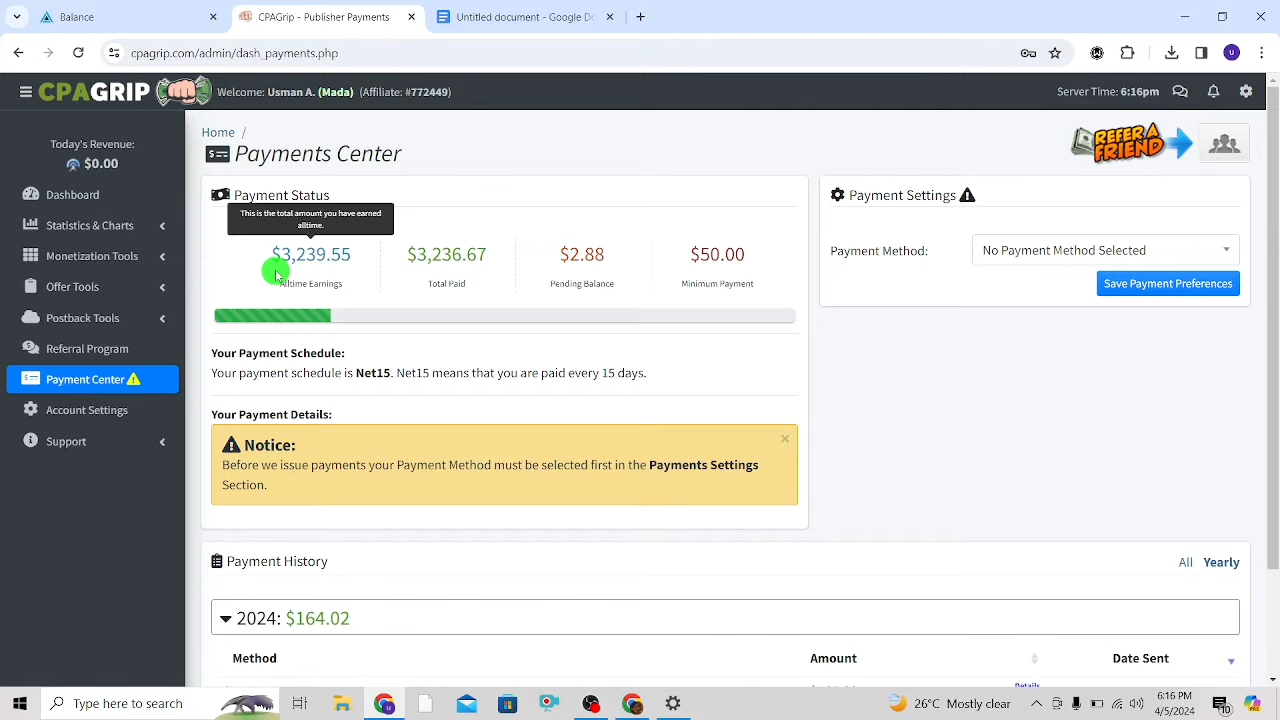 Balance
CPAGrip - Publisher Payments
Untitled document - Google Do
cpagrip.com/admin/dash_payments.php
CPAGRIP
Welcome: Usman A. (Mada) (Affiliate: #772449)
Server Time: 6:16pm
Today's Revenue:
$0.00
Dashboard
Statistics & Charts
Monetization Tools
Offer Tools
Postback Tools
Referral Program
Payment Center
Account Settings
Support
Home /
Payments Center
REFER A
FRIEND
Payment Status
This is the total amount you have earned
alltime.
$3,239.55 $3,236.67 $2.88 $50.00
Alltime Earnings Total Paid Pending Balance Minimum Payment
Your Payment Schedule:
Your payment schedule is Net15. Net15 means that you are paid every 15 days.
Your Payment Details:
Notice:
Before we issue payments your Payment Method must be selected first in the Payments Settings
Section.
Payment Settings
Payment Method: No Payment Method Selected
Save Payment Preferences
Payment History
All Yearly
2024: $164.02
Method Amount Date Sent
Details
Type here to search
26°C Mostly clear
6:16 PM
4/5/2024